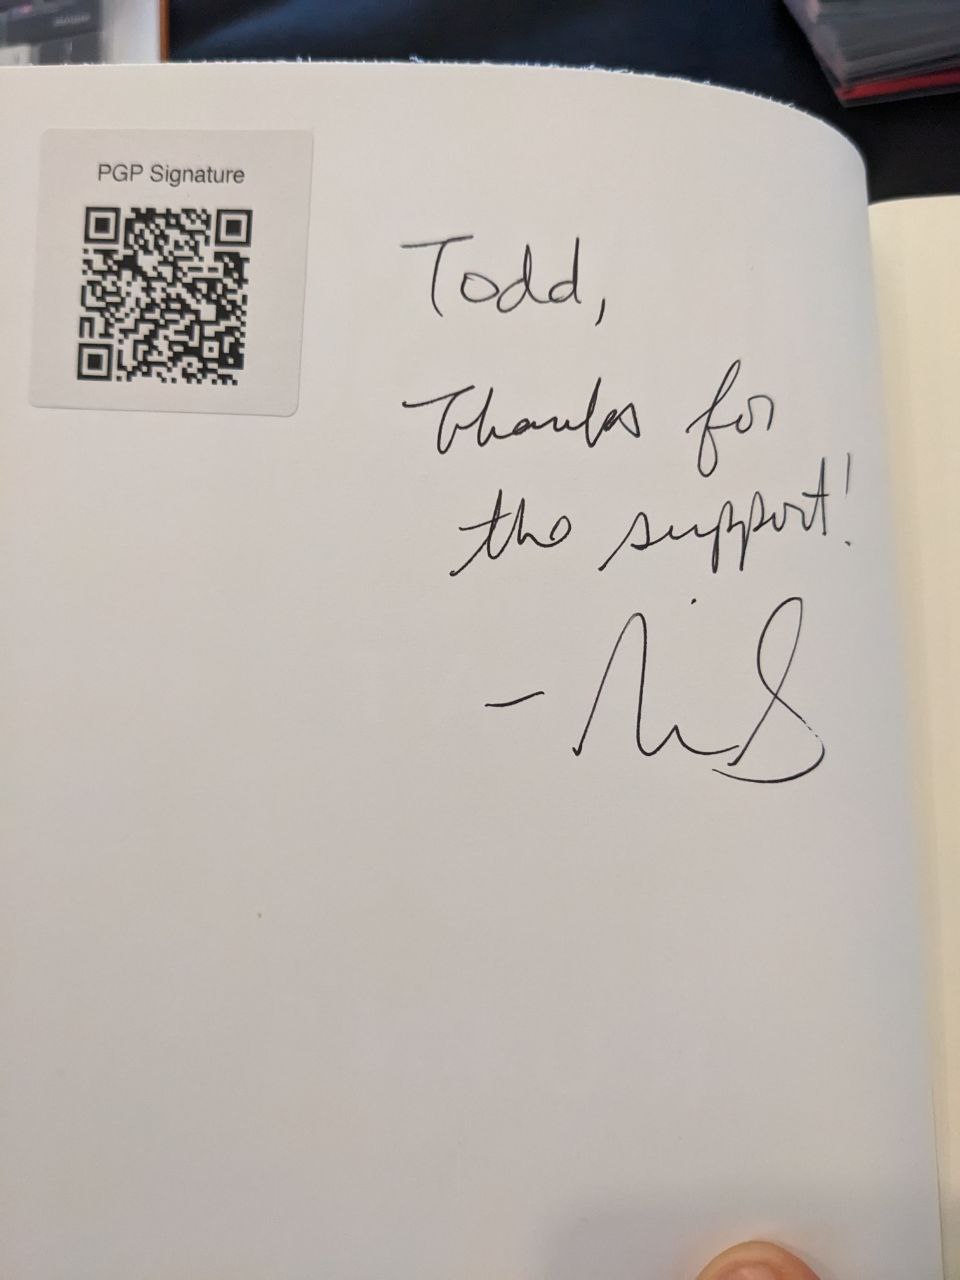 PGP Signature
Todd,
Thanks for
the support!